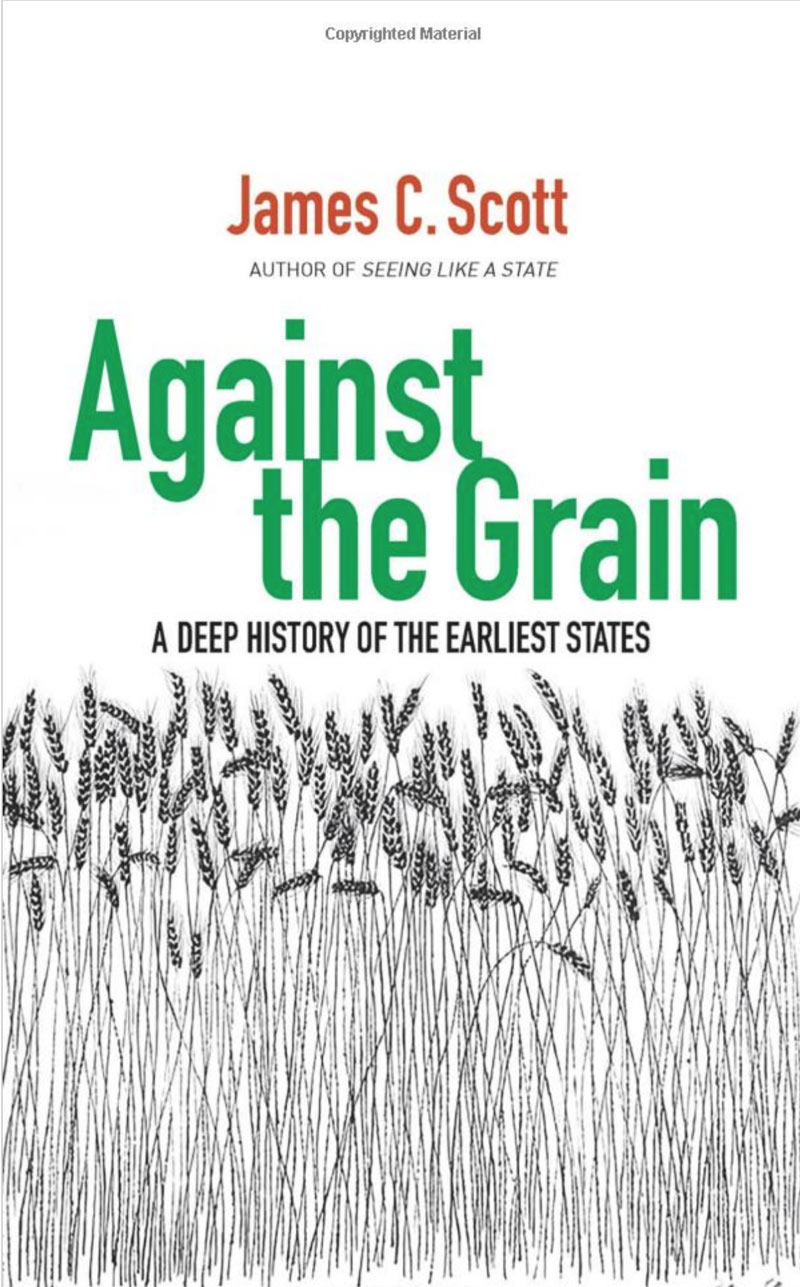 Copyrighted Material
James C. Scott
AUTHOR OF SEEING LIKE A STATE
Against
the Grain
A DEEP HISTORY OF THE EARLIEST STATES